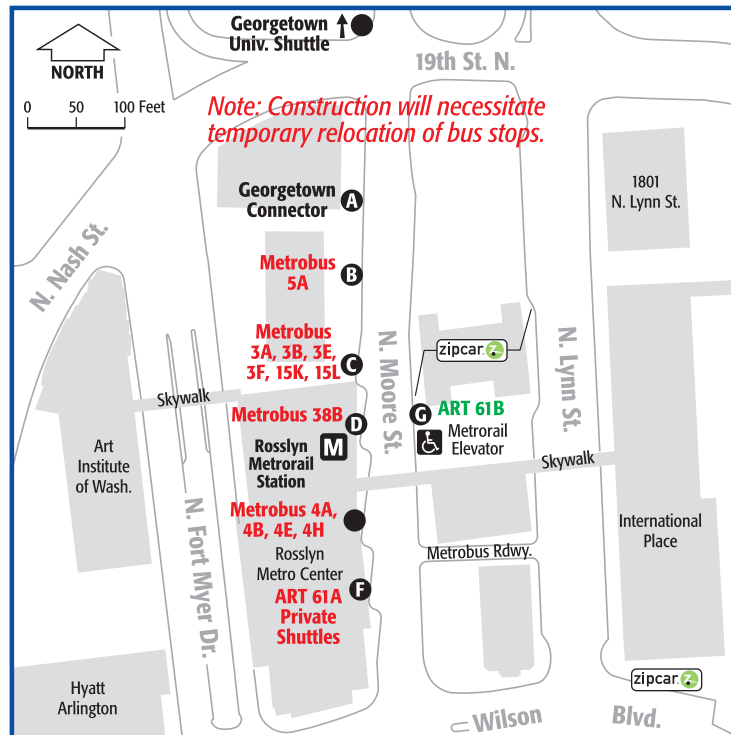 Georgetown
Univ. Shuttle
19th St. N.
NORTH
0 50 100 Feet
Note: Construction will necessitate
temporary relocation of bus stops.
1801
N. Lynn St.
Georgetown
Connector
A
N. Nash St.
Metrobus
5A
B
Metrobus
3A, 3B, 3E,
3F, 15K, 15L
C
N. Moore St.
zipcar
z
N. Lynn St.
Skywalk
Metrobus 38B
D
G
ART 61B
Metrorail
Elevator
M
Rosslyn
Metrorail
Station
Art
Institute
of Wash.
Skywalk
N. Fort Myer Dr.
Metrobus 4A,
4B, 4E, 4H
International
Place
Rosslyn
Metro Center
Metrobus Rdwy.
F
ART 61A
Private
Shuttles
Hyatt
Arlington
zipcar
z
Wilson Blvd.